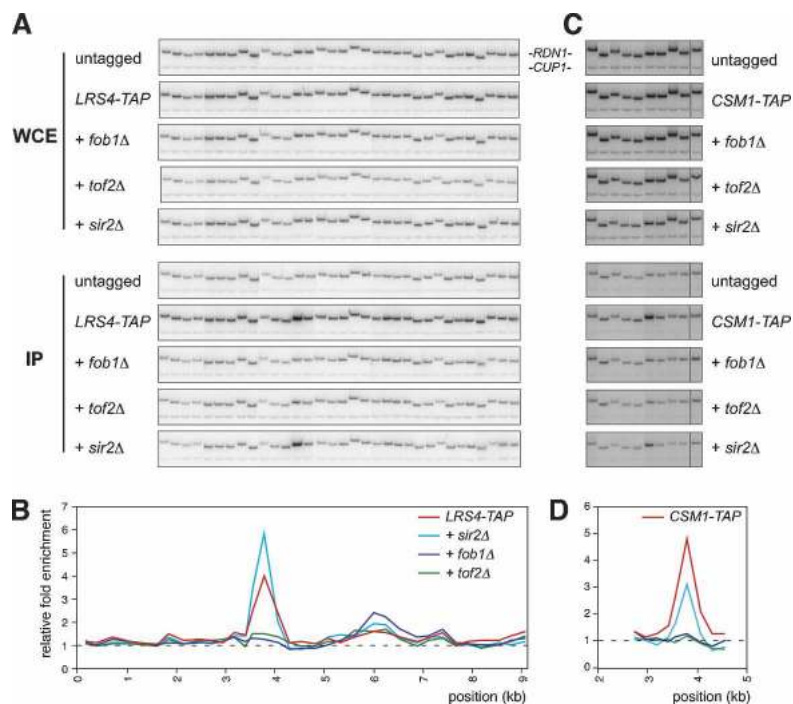 A
C
untagged
LRS4-TAP
WCE
+ fob1Δ
+ tof2Δ
+ sir2Δ
-RDN1-
-CUP1-
untagged
CSM1-TAP
+ fob1Δ
+ tof2Δ
+ sir2Δ
untagged
LRS4-TAP
IP
+ fob1Δ
+ tof2Δ
+ sir2Δ
untagged
CSM1-TAP
+ fob1Δ
+ tof2Δ
+ sir2Δ
B
relative fold enrichment
7
6
5
4
3
2
1
0
LRS4-TAP
+ sir2Δ
+ fob1Δ
+ tof2Δ
0 1 2 3 4 5 6 7 8 9
position (kb)
D
6
5
4
3
2
1
0
CSM1-TAP
2 3 4 5
position (kb)